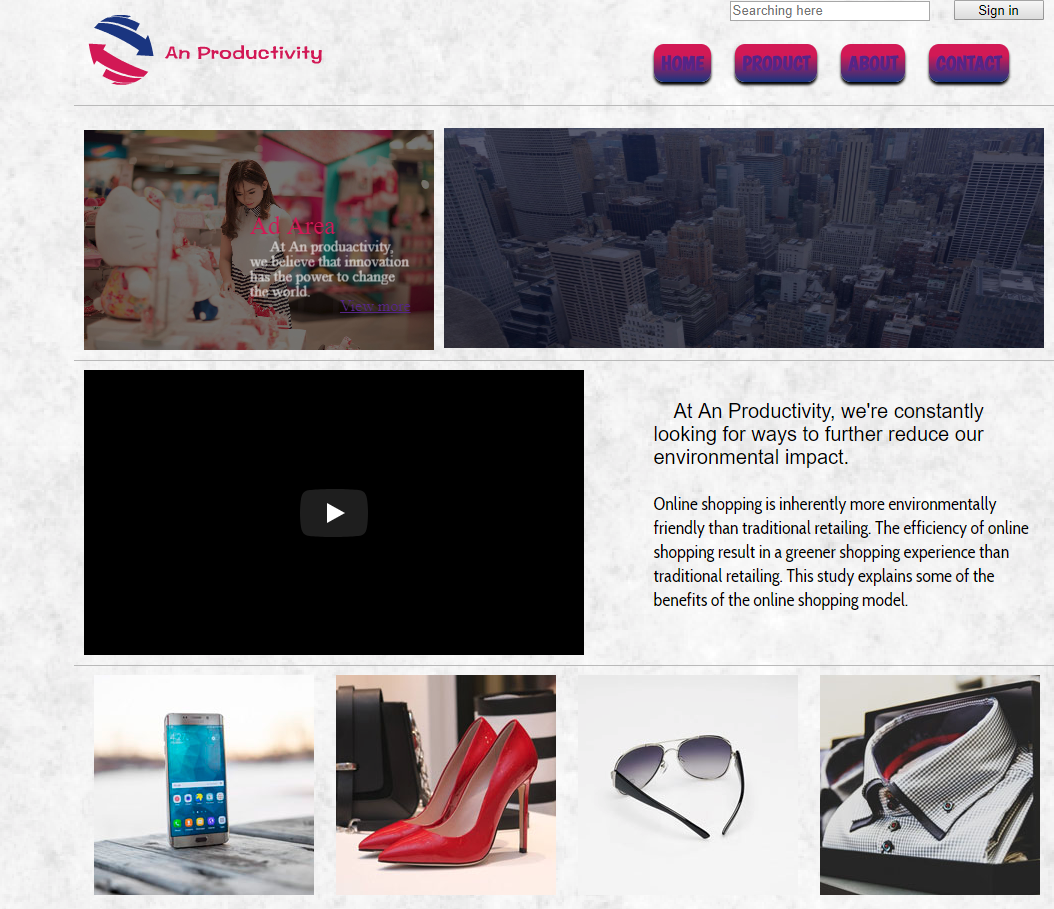 Searching here
Sign in
An Productivity
HOME
PRODUCT
ABOUT
CONTACT
Ad Area
At An produactivity,
we believe that innovation
has the power to change
the world.
View more
At An Productivity, we're constantly
looking for ways to further reduce our
environmental impact.
Online shopping is inherently more environmentally
friendly than traditional retailing. The efficiency of online
shopping result in a greener shopping experience than
traditional retailing. This study explains some of the
benefits of the online shopping model.